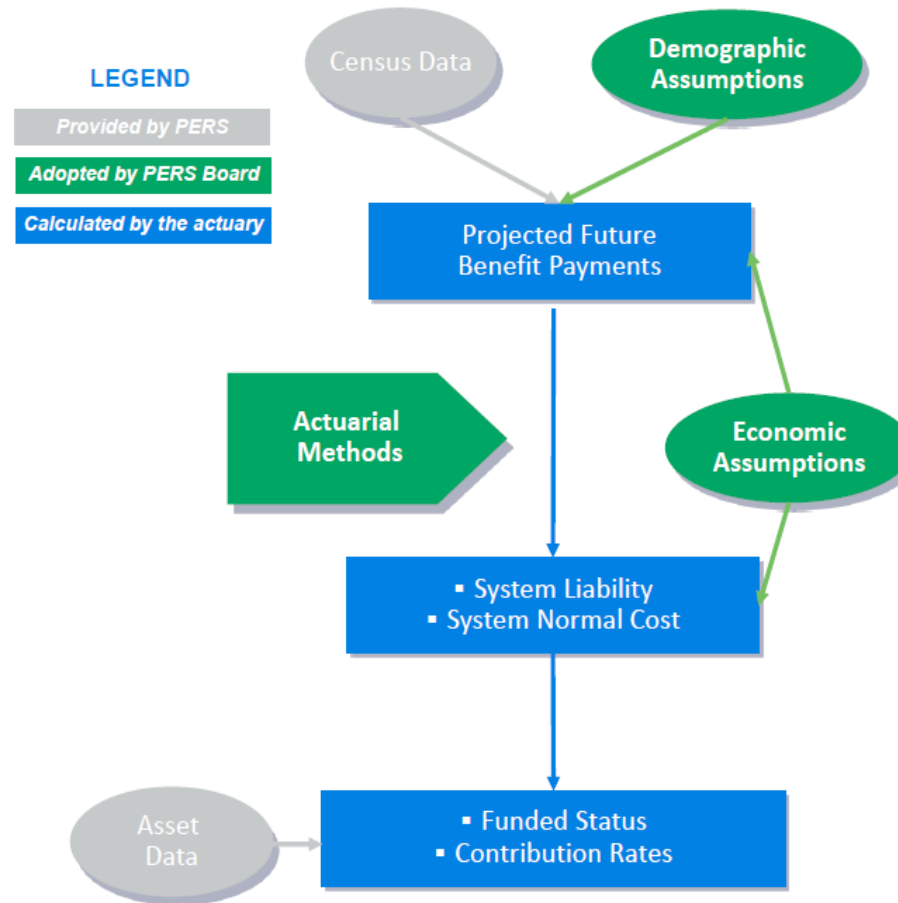 LEGEND
Provided by PERS
Adopted by PERS Board
Calculated by the actuary
Census Data
Demographic
Assumptions
Projected Future
Benefit Payments
Actuarial
Methods
Economic
Assumptions
▪ System Liability
▪ System Normal Cost
Asset
Data
▪ Funded Status
▪ Contribution Rates